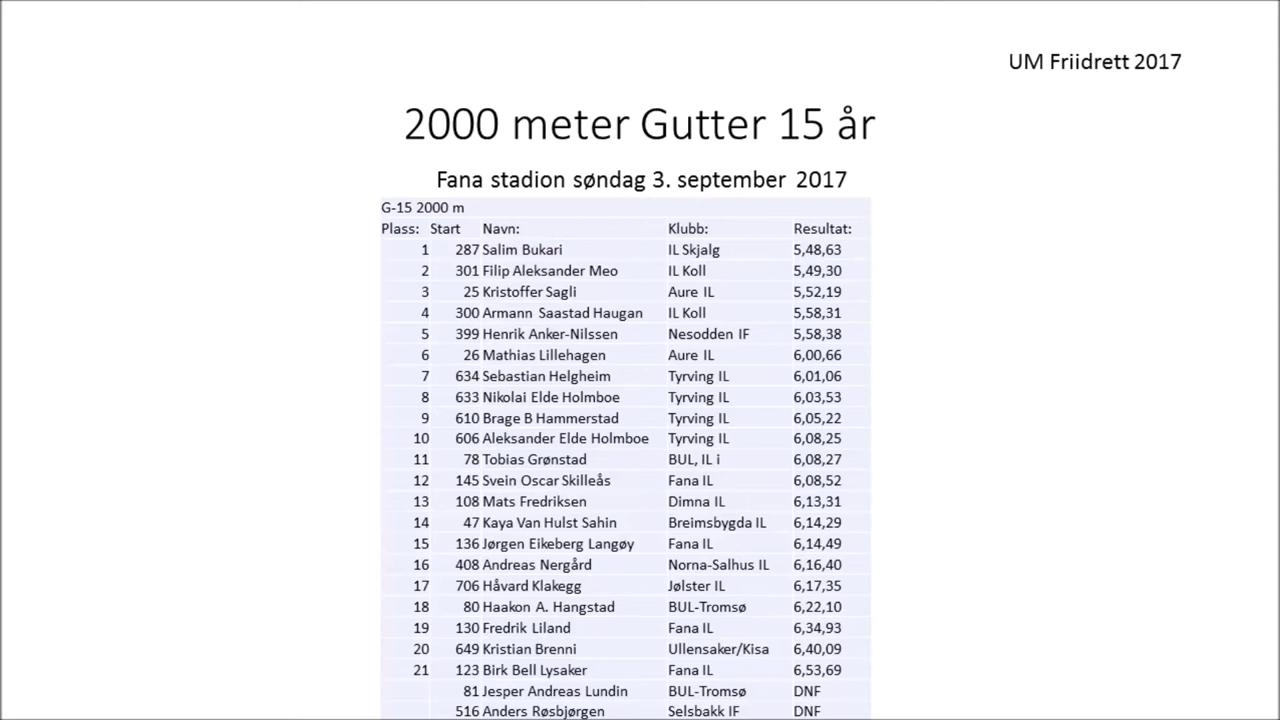 UM Friidrett 2017
2000 meter Gutter 15 år
Fana stadion søndag 3. september 2017
G-15 2000 m
Plass: Start Navn: Klubb: Resultat:
1 287 Salim Bukari IL Skjalg 5,48,63
2 301 Filip Aleksander Meo IL Koll 5,49,30
3 25 Kristoffer Sagli Aure IL 5,52,19
4 300 Armann Saastad Haugan IL Koll 5,58,31
5 399 Henrik Anker-Nilssen Nesodden IF 5,58,38
6 26 Mathias Lillehagen Aure IL 6,00,66
7 634 Sebastian Helgheim Tyrving IL 6,01,06
8 633 Nikolai Elde Holmboe Tyrving IL 6,03,53
9 610 Brage B Hammerstad Tyrving IL 6,05,22
10 606 Aleksander Elde Holmboe Tyrving IL 6,08,25
11 78 Tobias Grønstad BUL, IL i 6,08,27
12 145 Svein Oscar Skilleås Fana IL 6,08,52
13 108 Mats Fredriksen Dimna IL 6,13,31
14 47 Kaya Van Hulst Sahin Breimsbygda IL 6,14,29
15 136 Jørgen Eikeberg Langøy Fana IL 6,14,49
16 408 Andreas Nergård Norna-Salhus IL 6,16,40
17 706 Håvard Klakegg Jølster IL 6,17,35
18 80 Haakon A. Hangstad BUL-Tromsø 6,22,10
19 130 Fredrik Liland Fana IL 6,34,93
20 649 Kristian Brenni Ullensaker/Kisa 6,40,09
21 123 Birk Bell Lysaker Fana IL 6,53,69
81 Jesper Andreas Lundin BUL-Tromsø DNF
516 Anders Røsbjørgen Selsbakk IF DNF